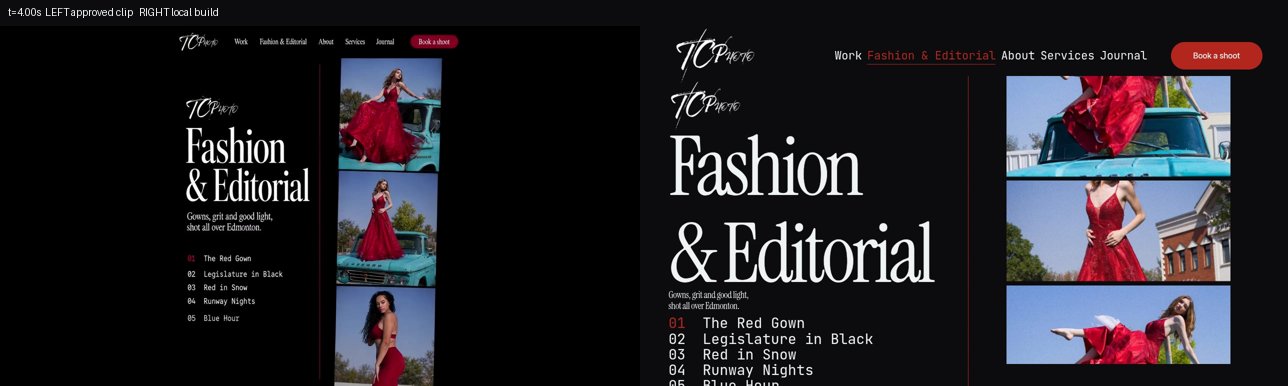 t=4.00s LEFT approved clip RIGHT local build
TCPHOTO
Work Fashion & Editorial About Services Journal Book a shoot
TCPHOTO
Fashion
& Editorial
Gowns, grit and good light,
shot all over Edmonton.
01 The Red Gown
02 Legislature in Black
03 Red in Snow
04 Runway Nights
05 Blue Hour
TCPHOTO
Work Fashion & Editorial About Services Journal Book a shoot
TCPHOTO
Fashion
& Editorial
Gowns, grit and good light,
shot all over Edmonton.
01 The Red Gown
02 Legislature in Black
03 Red in Snow
04 Runway Nights
05 Blue Hour